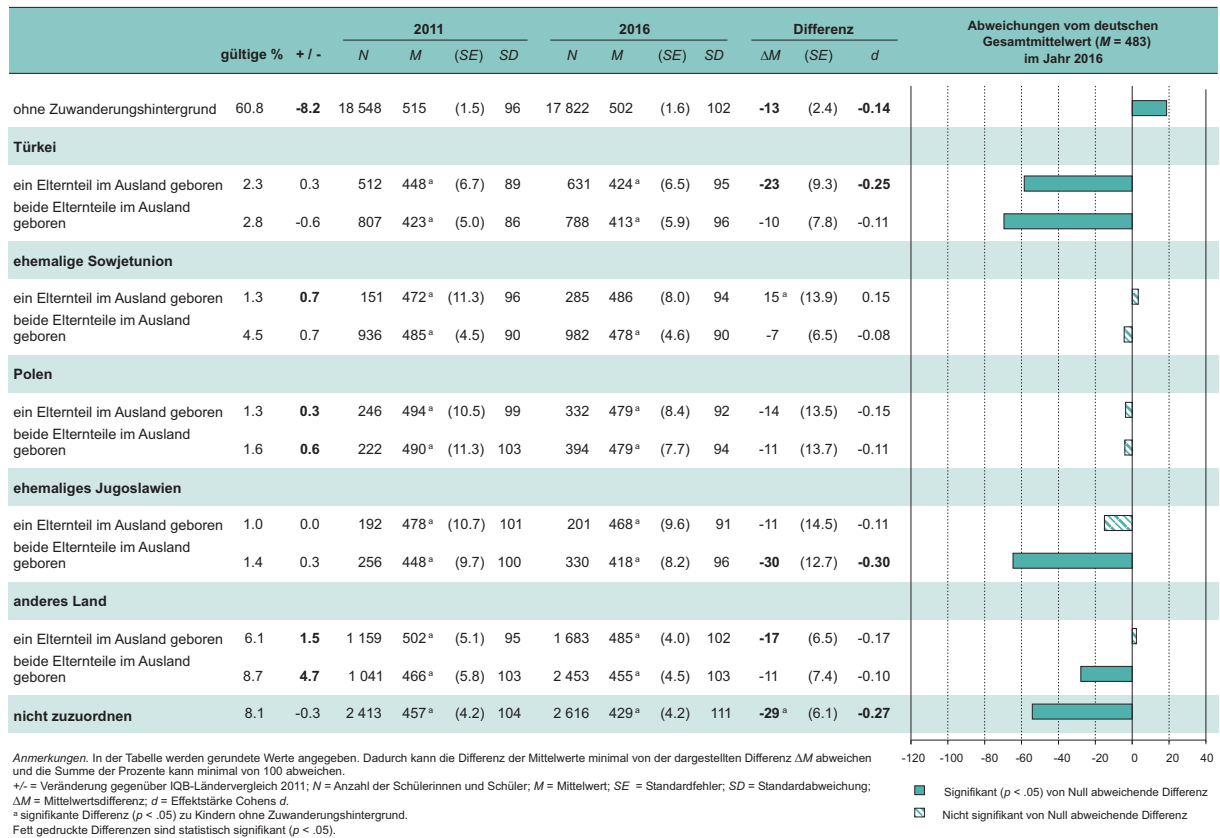 2011 2016 Differenz Abweichungen vom deutschen
Gesamtmittelwert (M = 483)
im Jahr 2016
gültige % + / - N M (SE) SD N M (SE) SD ΔM (SE) d
ohne Zuwanderungshintergrund 60.8 -8.2 18 548 515 (1.5) 96 17 822 502 (1.6) 102 -13 (2.4) -0.14
Türkei
ein Elternteil im Ausland geboren 2.3 0.3 512 448 a (6.7) 89 631 424 a (6.5) 95 -23 (9.3) -0.25
beide Elternteile im Ausland
geboren 2.8 -0.6 807 423 a (5.0) 86 788 413 a (5.9) 96 -10 (7.8) -0.11
ehemalige Sowjetunion
ein Elternteil im Ausland geboren 1.3 0.7 151 472 a (11.3) 96 285 486 (8.0) 94 15 a (13.9) 0.15
beide Elternteile im Ausland
geboren 4.5 0.7 936 485 a (4.5) 90 982 478 a (4.6) 90 -7 (6.5) -0.08
Polen
ein Elternteil im Ausland geboren 1.3 0.3 246 494 a (10.5) 99 332 479 a (8.4) 92 -14 (13.5) -0.15
beide Elternteile im Ausland
geboren 1.6 0.6 222 490 a (11.3) 103 394 479 a (7.7) 94 -11 (13.7) -0.11
ehemaliges Jugoslawien
ein Elternteil im Ausland geboren 1.0 0.0 192 478 a (10.7) 101 201 468 a (9.6) 91 -11 (14.5) -0.11
beide Elternteile im Ausland
geboren 1.4 0.3 256 448 a (9.7) 100 330 418 a (8.2) 96 -30 (12.7) -0.30
anderes Land
ein Elternteil im Ausland geboren 6.1 1.5 1 159 502 a (5.1) 95 1 683 485 a (4.0) 102 -17 (6.5) -0.17
beide Elternteile im Ausland
geboren 8.7 4.7 1 041 466 a (5.8) 103 2 453 455 a (4.5) 103 -11 (7.4) -0.10
nicht zuzuordnen 8.1 -0.3 2 413 457 a (4.2) 104 2 616 429 a (4.2) 111 -29 a (6.1) -0.27
-120 -100 -80 -60 -40 -20 0 20 40
Signifikant (p < .05) von Null abweichende Differenz
Nicht signifikant von Null abweichende Differenz
Anmerkungen. In der Tabelle werden gerundete Werte angegeben. Dadurch kann die Differenz der Mittelwerte minimal von der dargestellten Differenz ΔM abweichen
und die Summe der Prozente kann minimal von 100 abweichen.
+/- = Veränderung gegenüber IQB-Ländervergleich 2011; N = Anzahl der Schülerinnen und Schüler; M = Mittelwert; SE = Standardfehler; SD = Standardabweichung;
ΔM = Mittelwertsdifferenz; d = Effektstärke Cohens d.
a signifikante Differenz (p < .05) zu Kindern ohne Zuwanderungshintergrund.
Fett gedruckte Differenzen sind statistisch signifikant (p < .05).